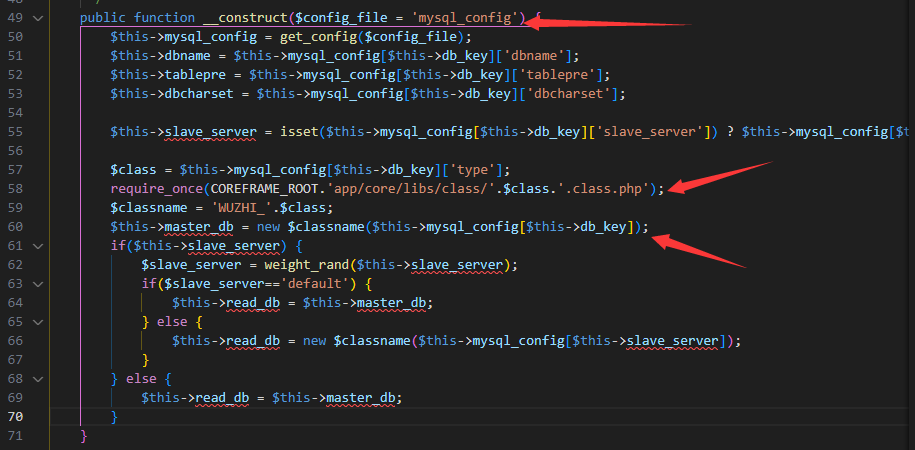 49 public function __construct($config_file = 'mysql_config') {
50 $this->mysql_config = get_config($config_file);
51 $this->dbname = $this->mysql_config[$this->db_key]['dbname'];
52 $this->tablepre = $this->mysql_config[$this->db_key]['tablepre'];
53 $this->dbcharset = $this->mysql_config[$this->db_key]['dbcharset'];
54
55 $this->slave_server = isset($this->mysql_config[$this->db_key]['slave_server']) ? $this->mysql_config[$t
56
57 $class = $this->mysql_config[$this->db_key]['type'];
58 require_once(COREFRAME_ROOT.'app/core/libs/class/'.$class.'.class.php');
59 $classname = 'WUZHI_'.$class;
60 $this->master_db = new $classname($this->mysql_config[$this->db_key]);
61 if($this->slave_server) {
62 $slave_server = weight_rand($this->slave_server);
63 if($slave_server=='default') {
64 $this->read_db = $this->master_db;
65 } else {
66 $this->read_db = new $classname($this->mysql_config[$this->slave_server]);
67 }
68 } else {
69 $this->read_db = $this->master_db;
70 }
71 }